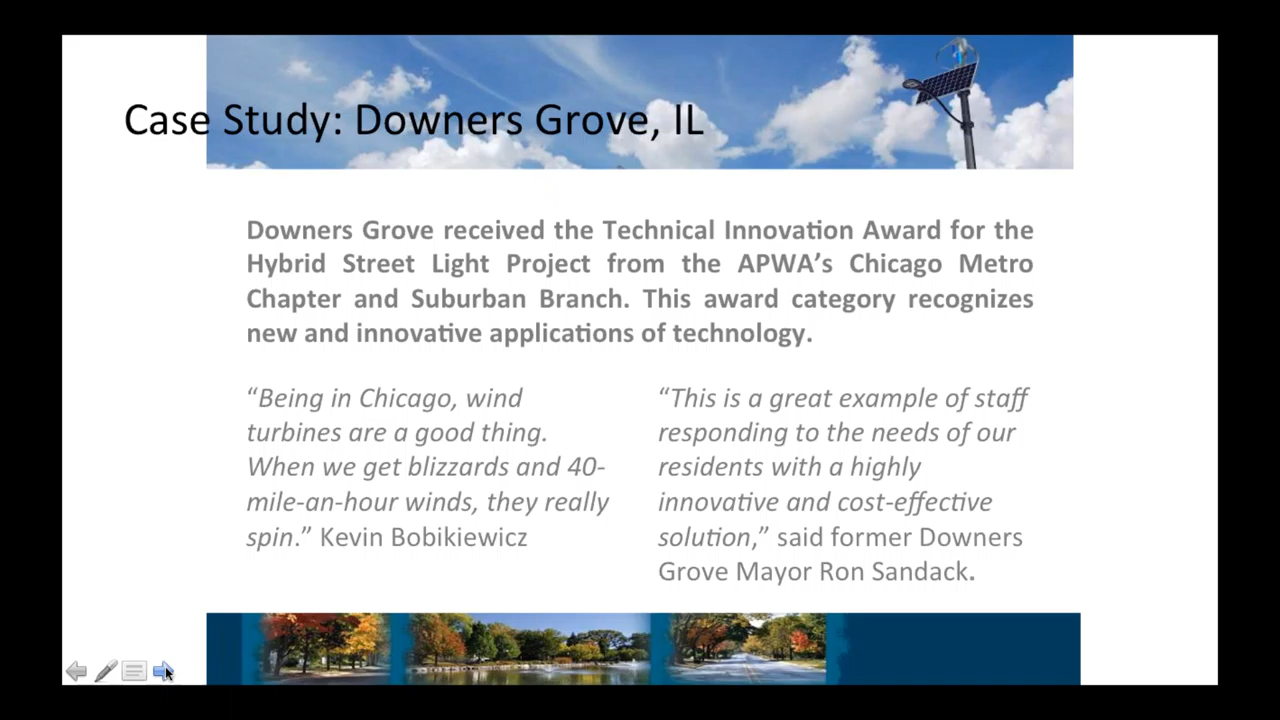 Case Study: Downers Grove, IL
Downers Grove received the Technical Innovation Award for the
Hybrid Street Light Project from the APWA’s Chicago Metro
Chapter and Suburban Branch. This award category recognizes
new and innovative applications of technology.
“Being in Chicago, wind
turbines are a good thing.
When we get blizzards and 40-
mile-an-hour winds, they really
spin.” Kevin Bobikiewicz
“This is a great example of staff
responding to the needs of our
residents with a highly
innovative and cost-effective
solution,” said former Downers
Grove Mayor Ron Sandack.